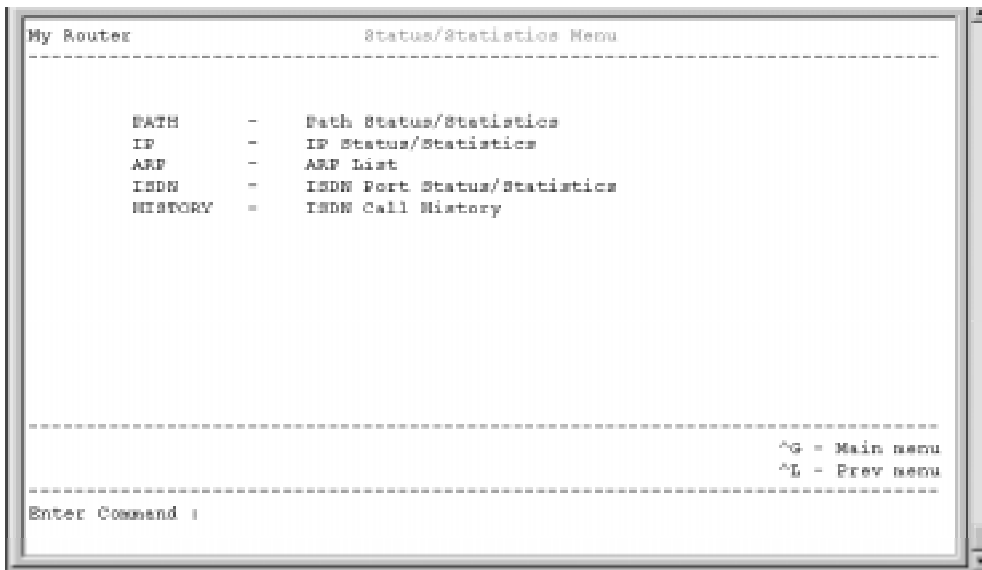 My Router Status/Statistics Menu
PATH - Path Status/Statistics
IP - IP Status/Statistics
ARP - ARP List
ISDN - ISDN Port Status/Statistics
HISTORY - ISDN Call History
^G - Main menu
^L - Prev menu
Enter Command :